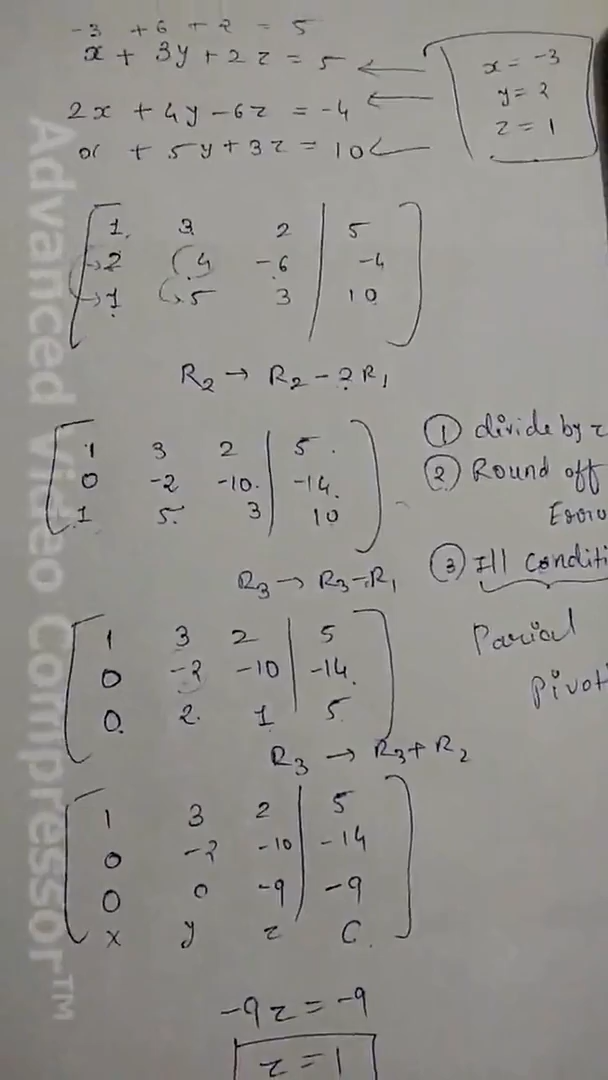 -3 + 6 + 2 = 5
x + 3y + 2z = 5
2x + 4y - 6z = -4
or + 5y + 3z = 10
x = -3
y = 2
z = 1
1 3 2 | 5
2 4 -6 | -4
1 5 3 | 10
R2 → R2 - 2R1
1 3 2 | 5
0 -2 -10 | -14
1 5 3 | 10
R3 → R3 - R1
1 3 2 | 5
0 -2 -10 | -14
0 2 1 | 5
R3 → R3 + R2
1 3 2 | 5
0 -2 -10 | -14
0 0 -9 | -9
x y z C
-9z = -9
z = 1
① divide by z
② Round off
Error
③ Ill conditi
Parial
Pivoti
Advanced Video Compressor™